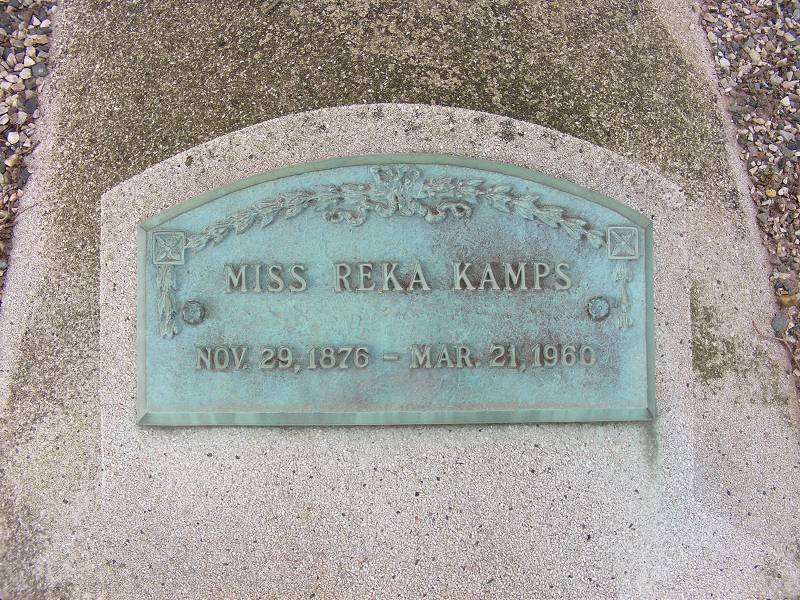 MISS REKA KAMPS
NOV. 29, 1876 - MAR. 21, 1960